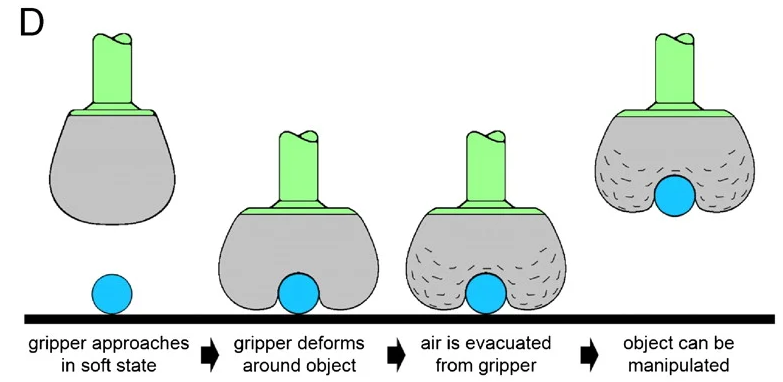 D
gripper approaches
in soft state
gripper deforms
around object
air is evacuated
from gripper
object can be
manipulated